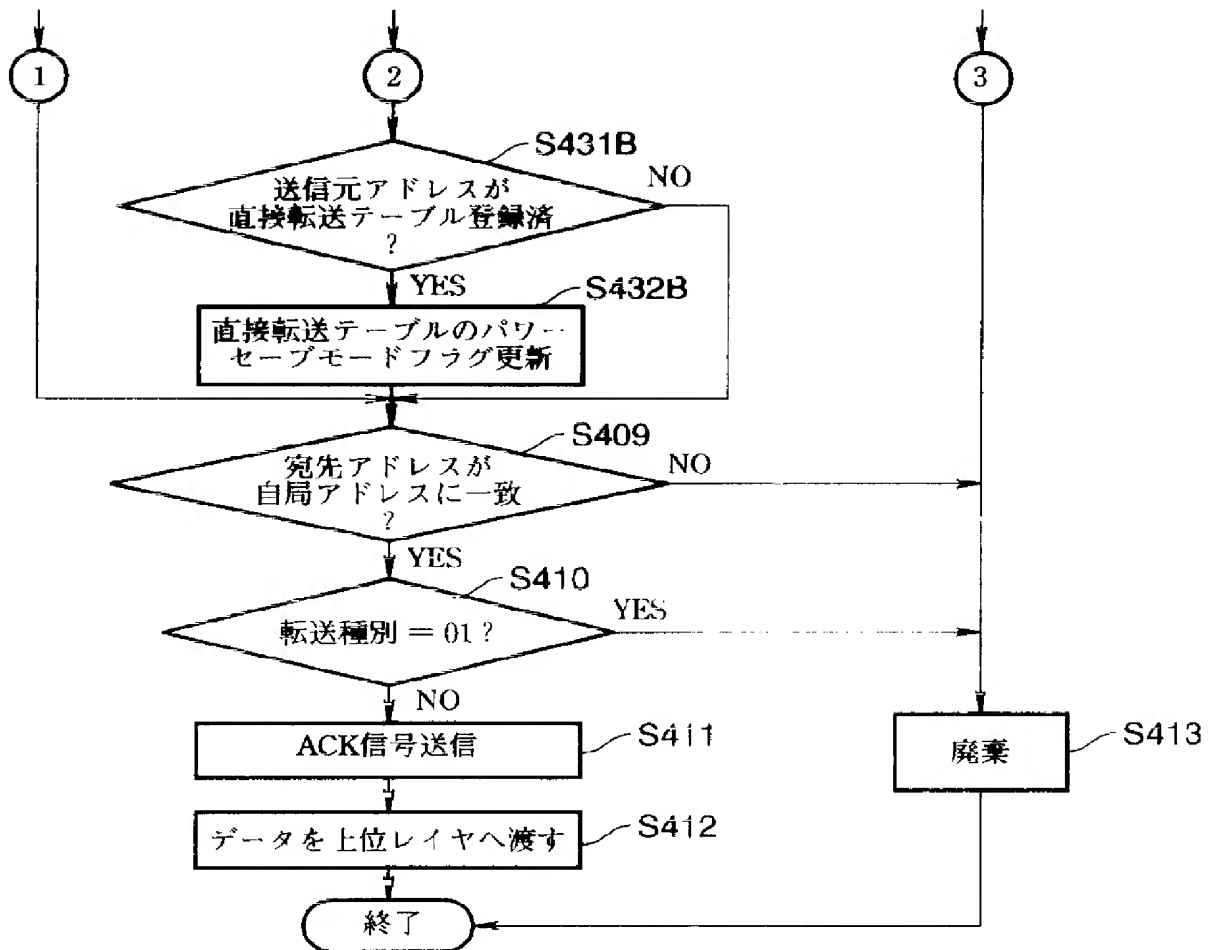 1
2
3
S431B
送信元アドレスが
直接転送テーブル登録済
?
NO
YES
S432B
直接転送テーブルのパワー
セーブモードフラグ更新
S409
宛先アドレスが
自局アドレスに一致
?
NO
YES
S410
転送種別 = 01 ?
YES
NO
ACK信号送信
S411
廃棄
S413
データを上位レイヤへ渡す
S412
終了